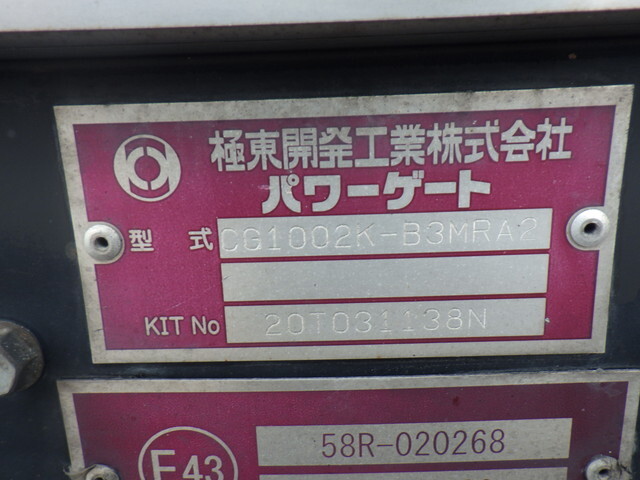 極東開発工業株式会社
パワーゲート
型式 CG1002K-B3MRA2
KIT No 20T031138N
58R-020268
E43